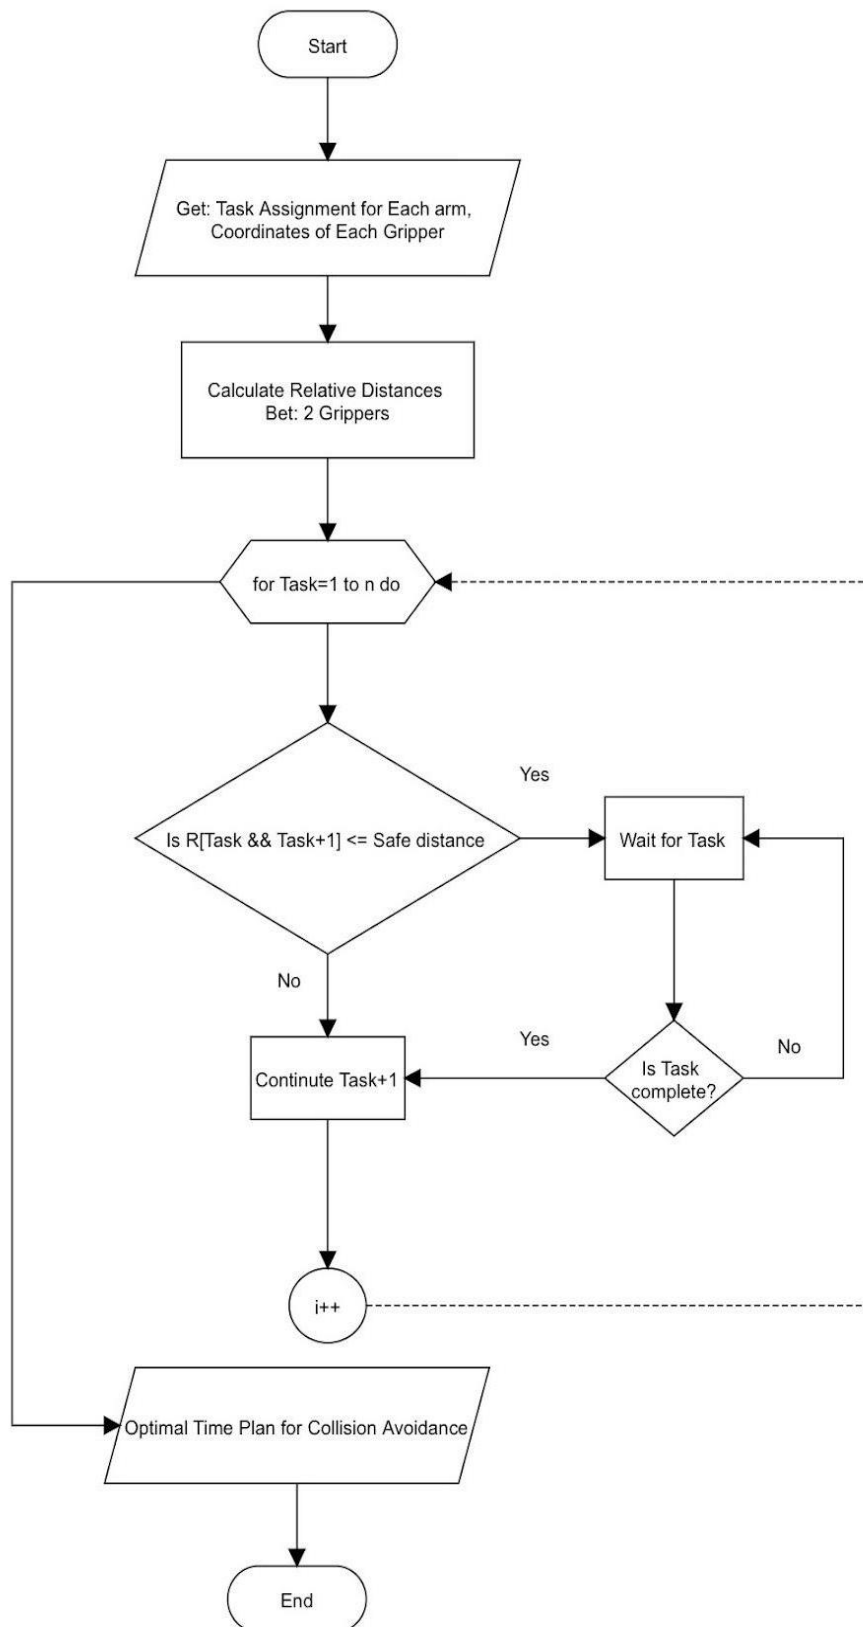 Start
Get: Task Assignment for Each arm,
Coordinates of Each Gripper
Calculate Relative Distances
Bet: 2 Grippers
for Task=1 to n do
Yes
Is R[Task && Task+1] <= Safe distance
Wait for Task
No
Yes
No
Is Task
complete?
Continute Task+1
i++
Optimal Time Plan for Collision Avoidance
End